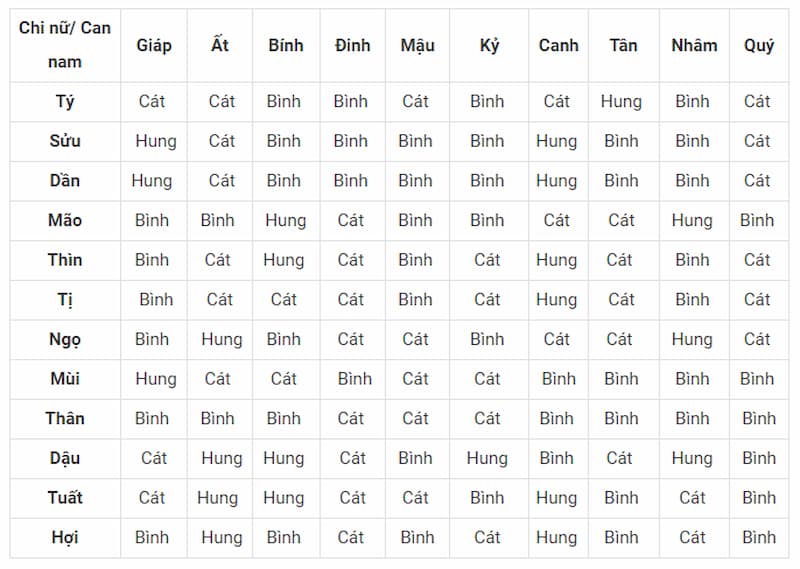 Chi nữ/ Can nam Giáp Ất Bính Đinh Mậu Kỷ Canh Tân Nhâm Quý
Tý Cát Cát Bình Bình Cát Bình Cát Hung Bình Cát
Sửu Hung Cát Bình Bình Bình Bình Hung Bình Bình Cát
Dần Hung Cát Bình Bình Bình Bình Hung Bình Bình Cát
Mão Bình Bình Hung Cát Bình Bình Cát Cát Hung Bình
Thìn Bình Cát Hung Cát Bình Cát Hung Cát Bình Cát
Tị Bình Cát Cát Cát Bình Cát Hung Cát Bình Cát
Ngọ Bình Hung Bình Cát Cát Bình Cát Cát Hung Cát
Mùi Hung Cát Cát Bình Cát Cát Bình Bình Bình Bình
Thân Bình Bình Bình Cát Cát Cát Bình Bình Bình Bình
Dậu Cát Hung Hung Cát Bình Hung Bình Cát Hung Bình
Tuất Cát Hung Hung Cát Cát Bình Hung Bình Cát Bình
Hợi Bình Hung Bình Cát Bình Cát Hung Bình Cát Bình